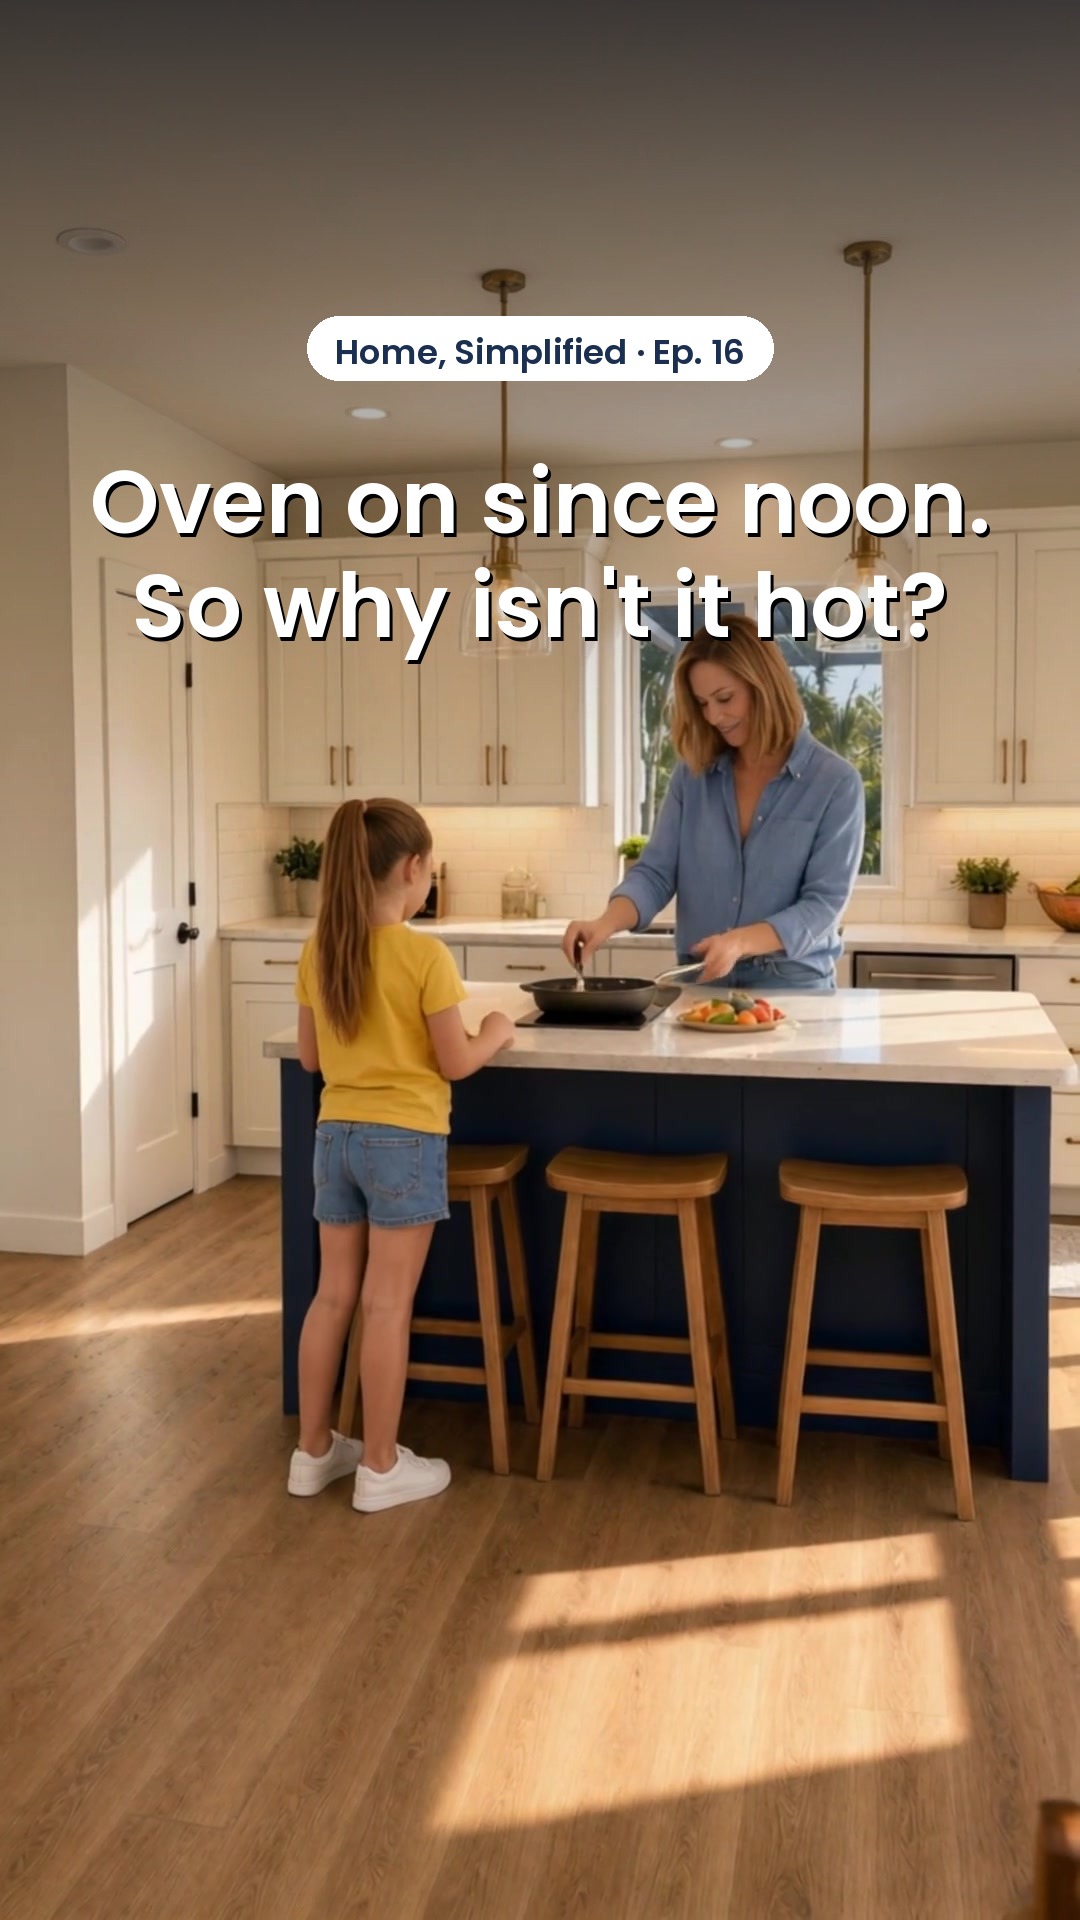 Home, Simplified · Ep. 16
Oven on since noon.
So why isn't it hot?